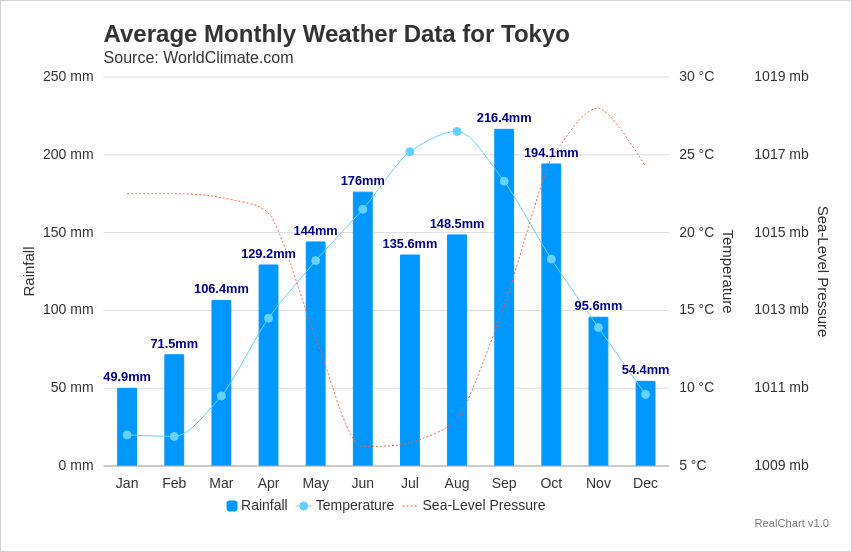 Average Monthly Weather Data for Tokyo
Source: WorldClimate.com
250 mm
200 mm
150 mm
100 mm
50 mm
0 mm
Rainfall
49.9mm
71.5mm
106.4mm
129.2mm
144mm
176mm
135.6mm
148.5mm
216.4mm
194.1mm
95.6mm
54.4mm
Jan Feb Mar Apr May Jun Jul Aug Sep Oct Nov Dec
30 °C
25 °C
20 °C
15 °C
10 °C
5 °C
Temperature
1019 mb
1017 mb
1015 mb
1013 mb
1011 mb
1009 mb
Sea-Level Pressure
Rainfall Temperature Sea-Level Pressure
RealChart v1.0